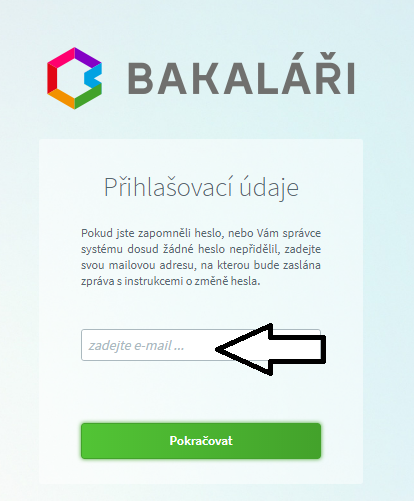 BAKALÁŘI
Přihlašovací údaje
Pokud jste zapomněli heslo, nebo Vám správce
systému dosud žádné heslo nepřidělil, zadejte
svou mailovou adresu, na kterou bude zaslána
zpráva s instrukcemi o změně hesla.
zadejte e-mail ...
Pokračovat